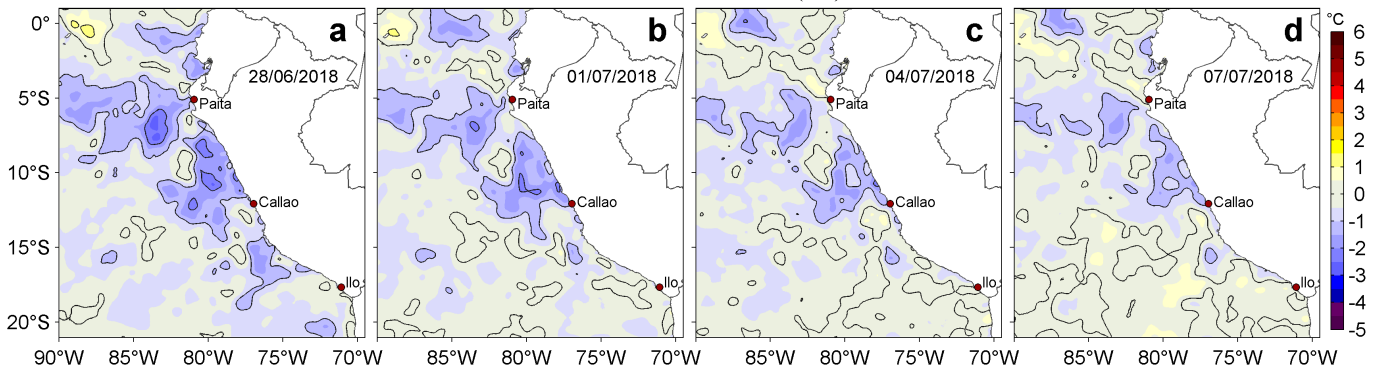 a
b
c
d
28/06/2018
01/07/2018
04/07/2018
07/07/2018
Paita
Paita
Paita
Paita
Callao
Callao
Callao
Callao
Ilo
Ilo
Ilo
Ilo
0°
5°S
10°S
15°S
20°S
90°W 85°W 80°W 75°W 70°W
85°W 80°W 75°W 70°W
85°W 80°W 75°W 70°W
85°W 80°W 75°W 70°W
°C
6
5
4
3
2
1
0
-1
-2
-3
-4
-5